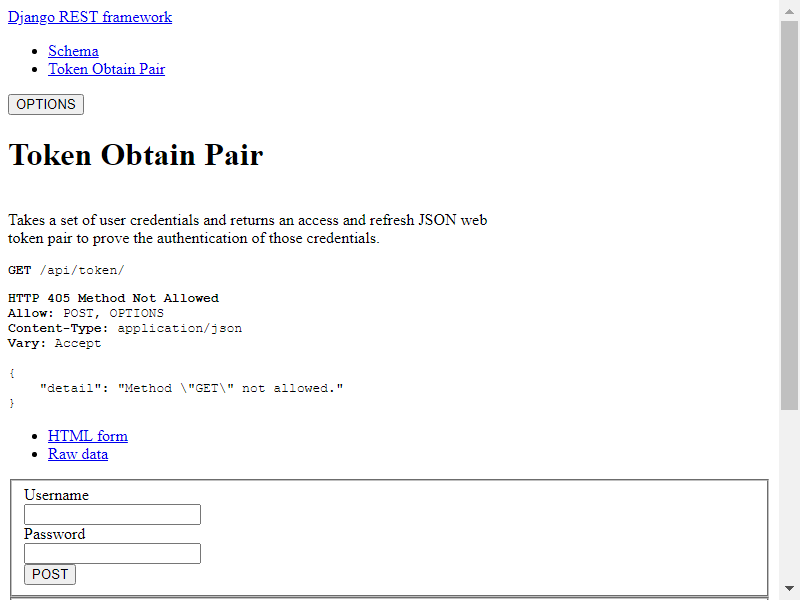 Django REST framework
Schema
Token Obtain Pair
OPTIONS
Token Obtain Pair
Takes a set of user credentials and returns an access and refresh JSON web
token pair to prove the authentication of those credentials.
GET /api/token/
HTTP 405 Method Not Allowed
Allow: POST, OPTIONS
Content-Type: application/json
Vary: Accept
{
    "detail": "Method \"GET\" not allowed."
}
HTML form
Raw data
Username
Password
POST